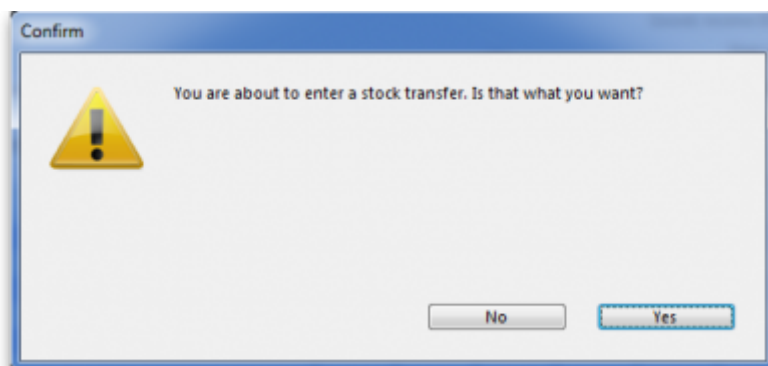 Confirm
You are about to enter a stock transfer. Is that what you want?
No
Yes